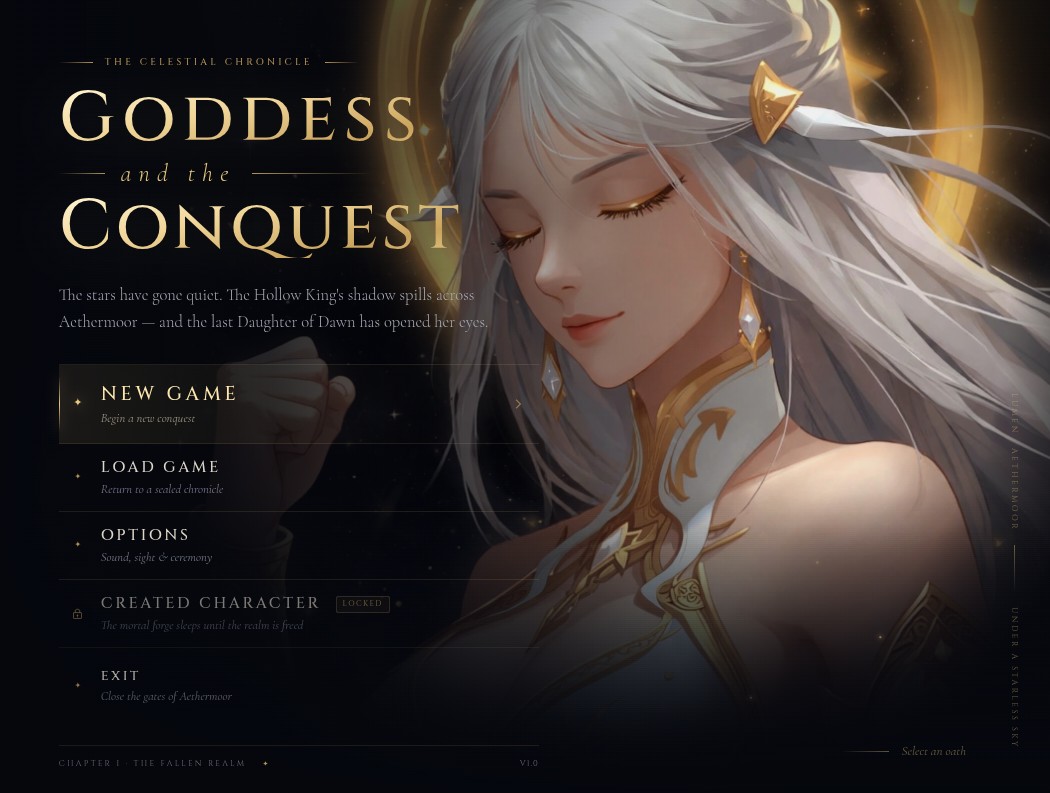 THE CELESTIAL CHRONICLE
GODDESS
and the
CONQUEST
The stars have gone quiet. The Hollow King's shadow spills across
Aethermoor — and the last Daughter of Dawn has opened her eyes.
NEW GAME
Begin a new conquest
LOAD GAME
Return to a sealed chronicle
OPTIONS
Sound, sight & ceremony
CREATED CHARACTER
LOCKED
The mortal forge sleeps until the realm is freed
EXIT
Close the gates of Aethermoor
CHAPTER I · THE FALLEN REALM
V1.0
AETHERMOOR
UNDER A STARLESS SKY
Select an oath